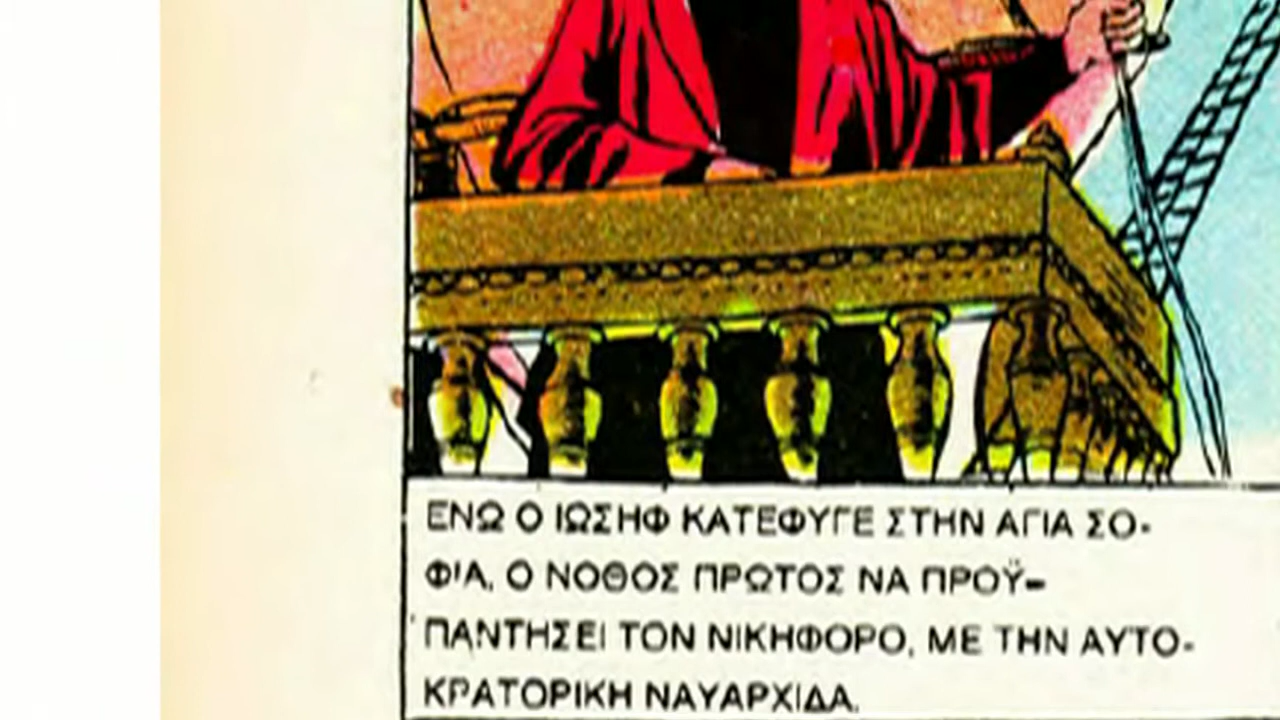 ΕΝΩ Ο ΙΩΣΗΦ ΚΑΤΕΦΥΓΕ ΣΤΗΝ ΑΓΙΑ ΣΟ-
ΦΙΑ, Ο ΝΟΘΟΣ ΠΡΩΤΟΣ ΝΑ ΠΡΟΫ-
ΠΑΝΤΗΣΕΙ ΤΟΝ ΝΙΚΗΦΟΡΟ, ΜΕ ΤΗΝ ΑΥΤΟ-
ΚΡΑΤΟΡΙΚΗ ΝΑΥΑΡΧΙΔΑ.